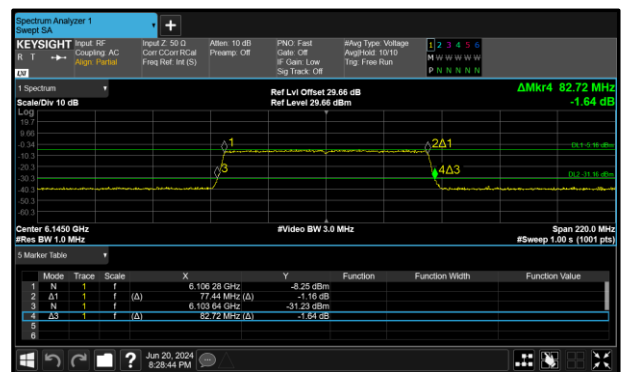 Spectrum Analyzer 1
Swept SA
+
KEYSIGHT Input: RF Input Z: 50 Ω Atten: 10 dB PNO: Fast #Avg Type: Voltage 1 2 3 4 5 6
R T Coupling: AC Corr CCorr RCal Preamp: Off Gate: Off Avg|Hold: 10/10 M W W W W W
Align: Partial Freq Ref: Int (S) IF Gain: Low Trig: Free Run
Sig Track: Off P N N N N N
LXI
1 Spectrum Ref Lvl Offset 29.66 dB ΔMkr4 82.72 MHz
Scale/Div 10 dB Ref Level 29.66 dBm -1.64 dB
Log
19.7
9.66
-0.34 1 2Δ1 DL1 -5.16 dBm
-10.3
-20.3 3 4Δ3
-30.3 DL2 -31.16 dBm
-40.3
-50.3
-60.3
Center 6.1450 GHz #Video BW 3.0 MHz Span 220.0 MHz
#Res BW 1.0 MHz #Sweep 1.00 s (1001 pts)
5 Marker Table
Mode Trace Scale X Y Function Function Width Function Value
1 N 1 f 6.106 28 GHz -8.25 dBm
2 Δ1 1 f (Δ) 77.44 MHz (Δ) -1.16 dB
3 N 1 f 6.103 64 GHz -31.23 dBm
4 Δ3 1 f (Δ) 82.72 MHz (Δ) -1.64 dB
5
6
? Jun 20, 2024
8:28:44 PM